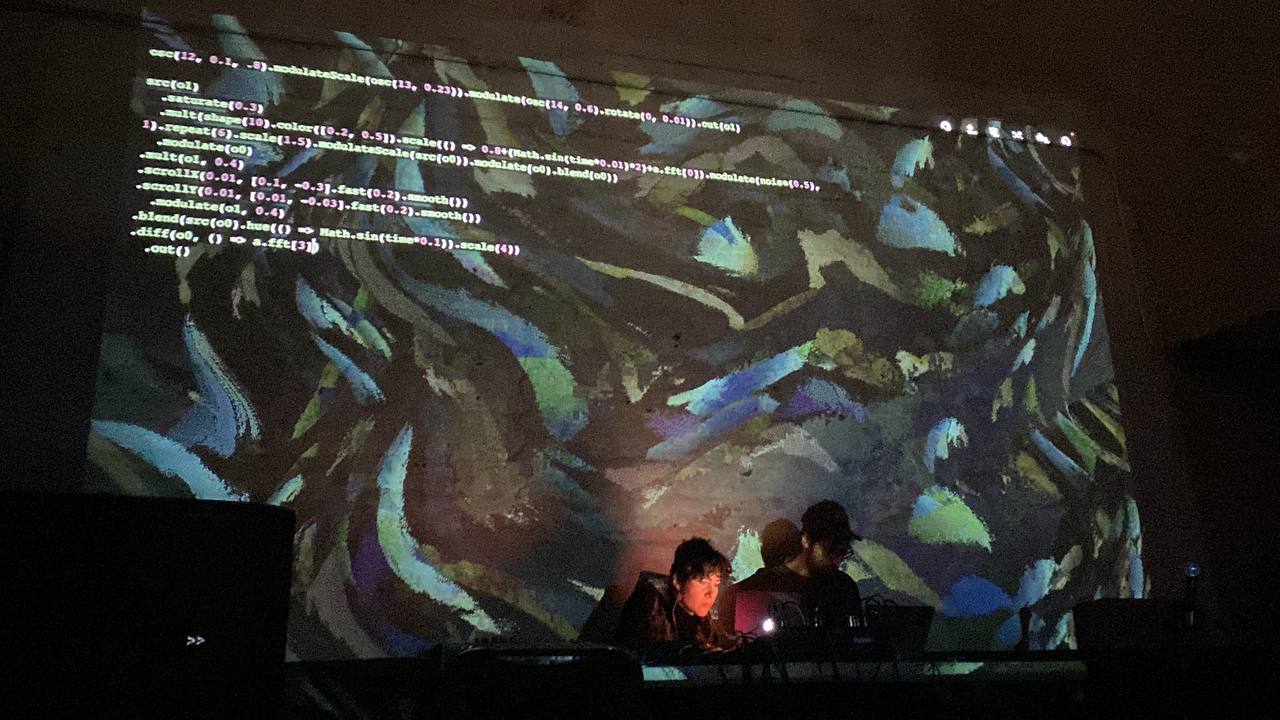 osc(12, 0.1, .8).modulateScale(osc(13, 0.23)).modulate(osc(14, 0.6).rotate(0, 0.01)).out(o1)
src(o1)
.saturate(0.3)
.mult(shape(10).color([0.2, 0.5]).scale(() => 0.8+(Math.sin(time*0.01)*2)+a.fft[0]).modulate(noise(0.5),
1).repeat(6).scale(1.5).modulateScale(src(o0)).modulate(o0).blend(o0))
.modulate(o0)
.mult(o1, 0.4)
.scrollX(0.01, [0.1, -0.3].fast(0.2).smooth())
.scrollY(0.01, [0.01, -0.03].fast(0.2).smooth())
.modulate(o1, 0.4)
.blend(src(o0).hue(() => Math.sin(time*0.1)).scale(4))
.diff(o0, () => a.fft[3])
.out()
>>